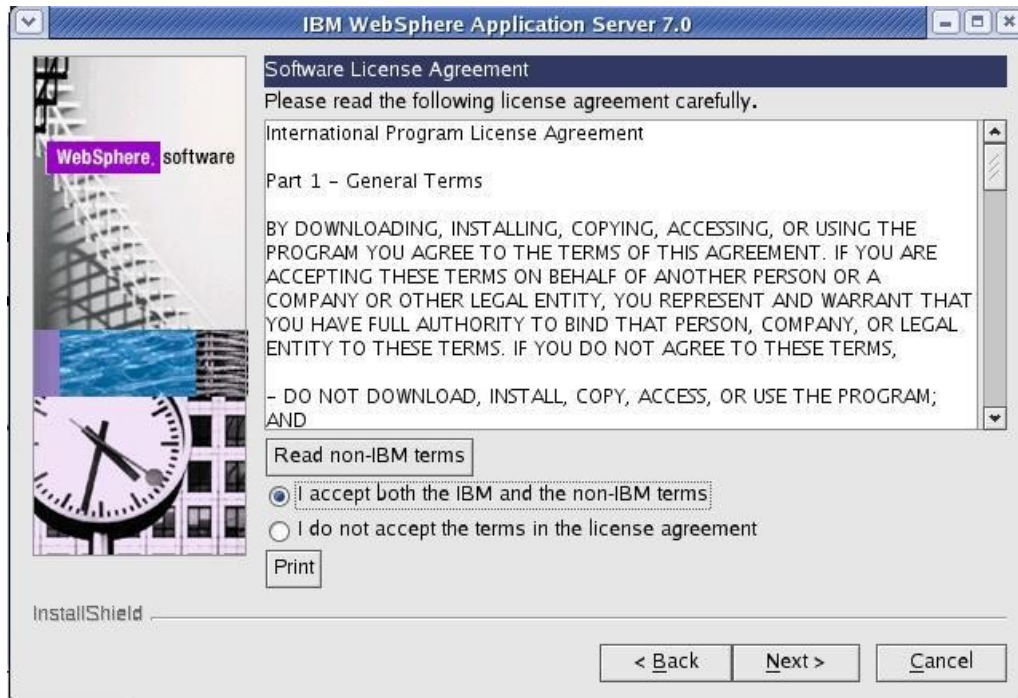 IBM WebSphere Application Server 7.0
WebSphere. software
Software License Agreement
Please read the following license agreement carefully.
International Program License Agreement
Part 1 – General Terms
BY DOWNLOADING, INSTALLING, COPYING, ACCESSING, OR USING THE
PROGRAM YOU AGREE TO THE TERMS OF THIS AGREEMENT. IF YOU ARE
ACCEPTING THESE TERMS ON BEHALF OF ANOTHER PERSON OR A
COMPANY OR OTHER LEGAL ENTITY, YOU REPRESENT AND WARRANT THAT
YOU HAVE FULL AUTHORITY TO BIND THAT PERSON, COMPANY, OR LEGAL
ENTITY TO THESE TERMS. IF YOU DO NOT AGREE TO THESE TERMS,
– DO NOT DOWNLOAD, INSTALL, COPY, ACCESS, OR USE THE PROGRAM;
AND
Read non-IBM terms
I accept both the IBM and the non-IBM terms
I do not accept the terms in the license agreement
Print
InstallShield
< Back
Next >
Cancel